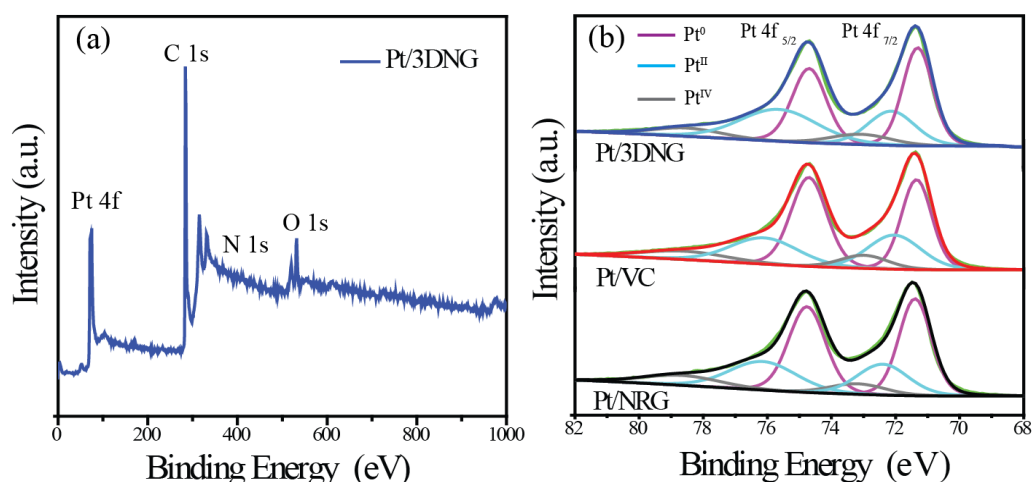 (a)
C 1s
Pt/3DNG
Pt 4f
N 1s
O 1s
Intensity (a.u.)
0 200 400 600 800 1000
Binding Energy (eV)
(b)
Pt 4f 5/2
Pt 4f 7/2
Pt⁰
Ptᴵᴵ
Ptᴵⱽ
Pt/3DNG
Pt/VC
Pt/NRG
Intensity (a.u.)
82 80 78 76 74 72 70 68
Binding Energy (eV)